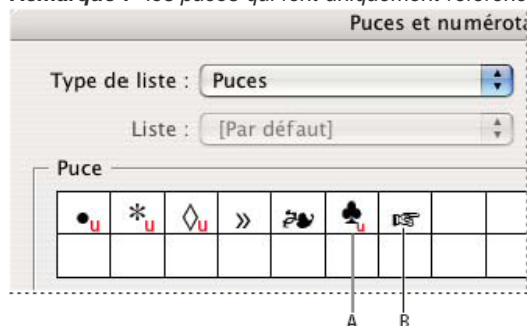 Remarque : les puces qui font uniquement référence
Puces et numérota
Type de liste : Puces
Liste : [Par défaut]
Puce
•u *u ◊u » ❧ ♣u ☞
A B